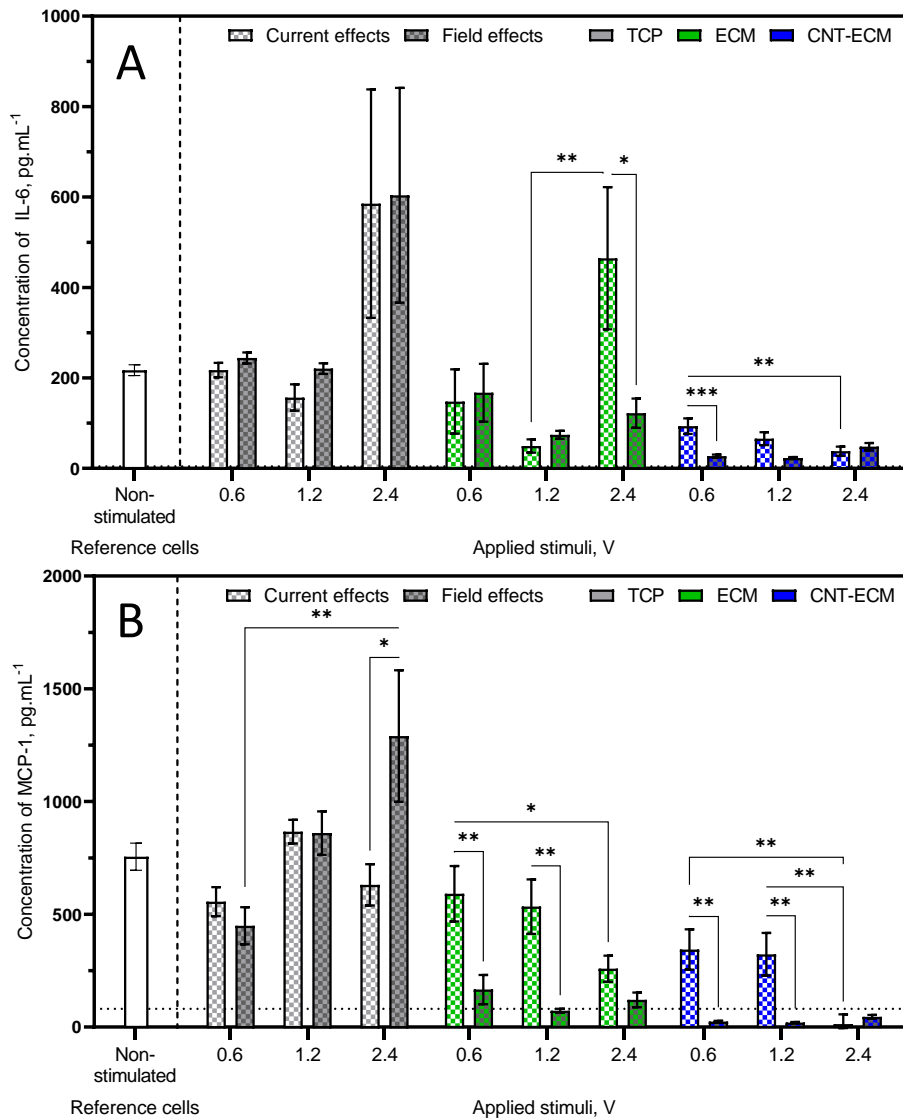 1000
Current effects Field effects TCP ECM CNT-ECM
A
800
** *
600
Concentration of IL-6, pg.mL⁻¹
400
**
200
***
0
Non-stimulated 0.6 1.2 2.4 0.6 1.2 2.4 0.6 1.2 2.4
Reference cells Applied stimuli, V
2000
Current effects Field effects TCP ECM CNT-ECM
B
**
*
1500
Concentration of MCP-1, pg.mL⁻¹
1000
*
** ** **
**
500
** **
0
Non-stimulated 0.6 1.2 2.4 0.6 1.2 2.4 0.6 1.2 2.4
Reference cells Applied stimuli, V